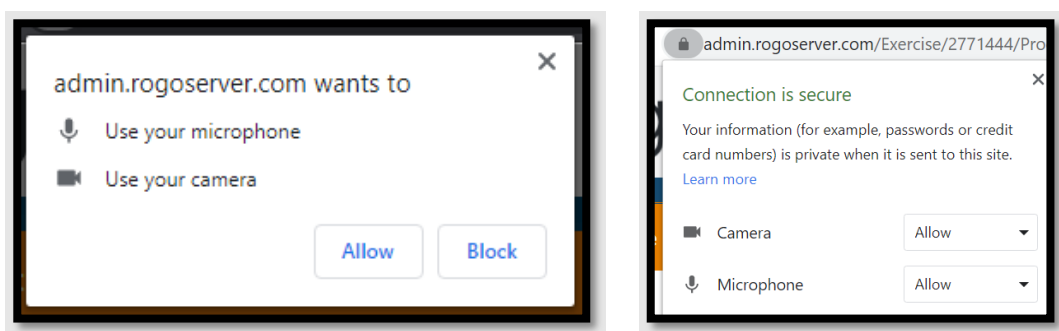 admin.rogoserver.com wants to
Use your microphone
Use your camera
Allow
Block
admin.rogoserver.com/Exercise/2771444/Pro
Connection is secure
Your information (for example, passwords or credit
card numbers) is private when it is sent to this site.
Learn more
Camera
Allow
Microphone
Allow